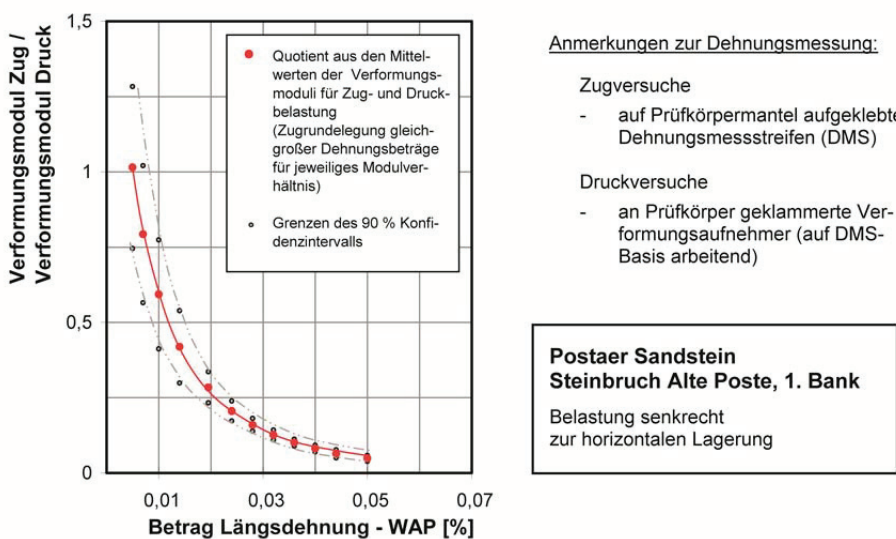 Verformungsmodul Zug /
Verformungsmodul Druck
1,5
1
0,5
0
Quotient aus den Mittel-
werten der Verformungs-
moduli für Zug- und Druck-
belastung
(Zugrundelegung gleich-
großer Dehnungsbeträge
für jeweiliges Modulver-
hältnis)
Grenzen des 90 % Konfi-
denzintervalls
0,01
0,03
0,05
0,07
Betrag Längsdehnung - WAP [%]
Anmerkungen zur Dehnungsmessung:
Zugversuche
- auf Prüfkörpermantel aufgeklebte
Dehnungsmessstreifen (DMS)
Druckversuche
- an Prüfkörper geklammerte Ver-
formungsaufnehmer (auf DMS-
Basis arbeitend)
Postaer Sandstein
Steinbruch Alte Poste, 1. Bank
Belastung senkrecht
zur horizontalen Lagerung